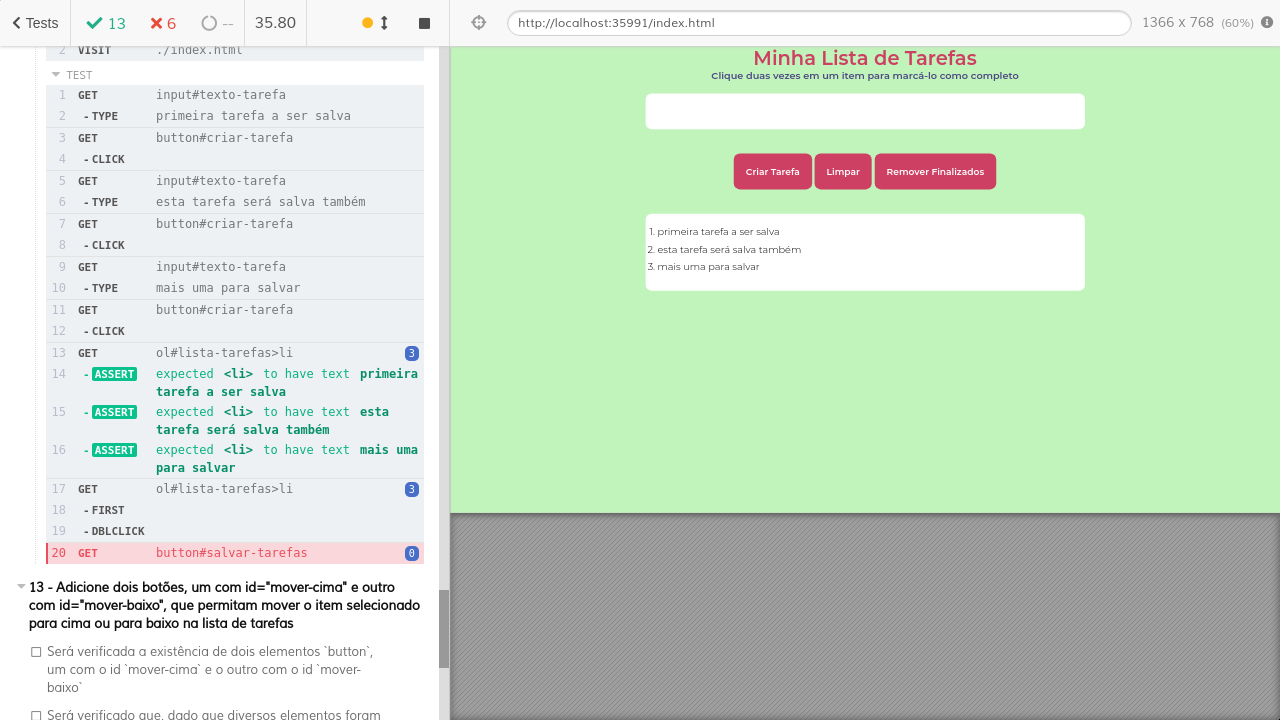 Tests
13
6
--
35.80
http://localhost:35991/index.html
1366 x 768 (60%)
2 VISIT ./index.html
TEST
1 GET input#texto-tarefa
2 - TYPE primeira tarefa a ser salva
3 GET button#criar-tarefa
4 - CLICK
5 GET input#texto-tarefa
6 - TYPE esta tarefa será salva também
7 GET button#criar-tarefa
8 - CLICK
9 GET input#texto-tarefa
10 - TYPE mais uma para salvar
11 GET button#criar-tarefa
12 - CLICK
13 GET ol#lista-tarefas>li 3
14 - ASSERT expected <li> to have text primeira
tarefa a ser salva
15 - ASSERT expected <li> to have text esta
tarefa será salva também
16 - ASSERT expected <li> to have text mais uma
para salvar
17 GET ol#lista-tarefas>li 3
18 - FIRST
19 - DBLCLICK
20 GET button#salvar-tarefas 0
13 - Adicione dois botões, um com id="mover-cima" e outro
com id="mover-baixo", que permitam mover o item selecionado
para cima ou para baixo na lista de tarefas
Será verificada a existência de dois elementos `button`,
um com o id `mover-cima` e o outro com o id `mover-
baixo`
Será verificado que, dado que diversos elementos foram
Minha Lista de Tarefas
Clique duas vezes em um item para marcá-lo como completo
Criar Tarefa
Limpar
Remover Finalizados
1. primeira tarefa a ser salva
2. esta tarefa será salva também
3. mais uma para salvar